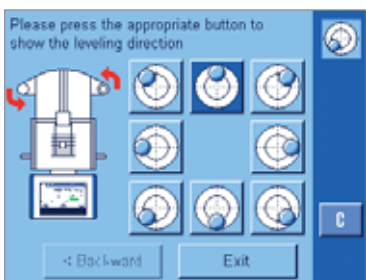 Please press the appropriate button to
show the leveling direction
C
< Backward
Exit